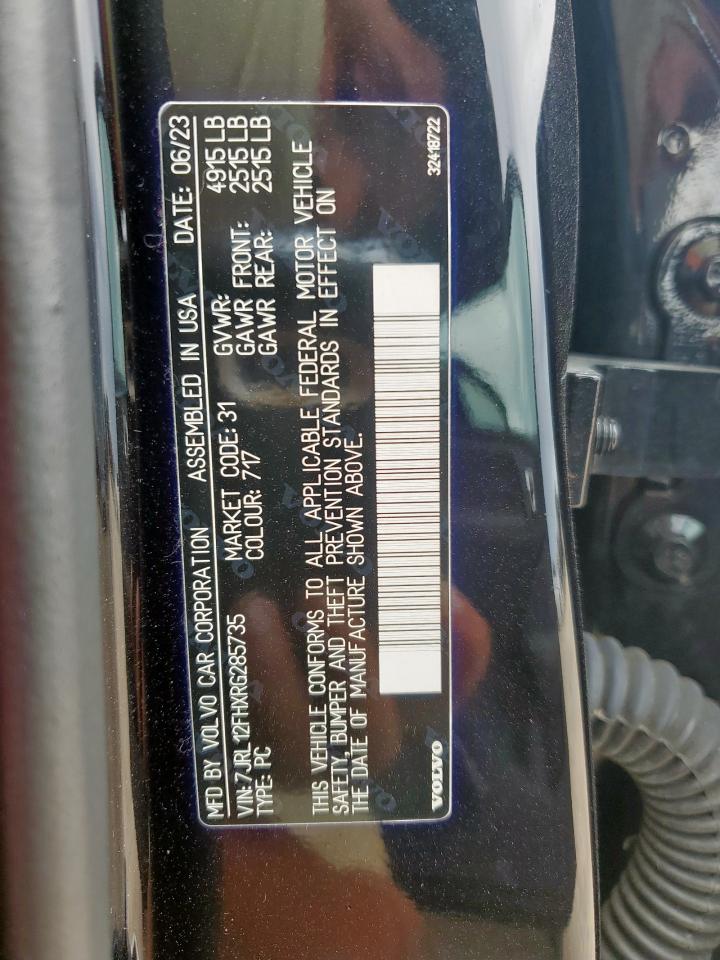 MFD BY VOLVO CAR CORPORATION ASSEMBLED IN USA DATE: 06/23
VIN:7JRL12FHXRG285735 MARKET CODE: 31 GVWR: 4915 LB
TYPE: PC COLOUR: 717 GAWR FRONT: 2515 LB
GAWR REAR: 2515 LB
THIS VEHICLE CONFORMS TO ALL APPLICABLE FEDERAL MOTOR VEHICLE
SAFETY, BUMPER AND THEFT PREVENTION STANDARDS IN EFFECT ON
THE DATE OF MANUFACTURE SHOWN ABOVE.
VOLVO 32418722